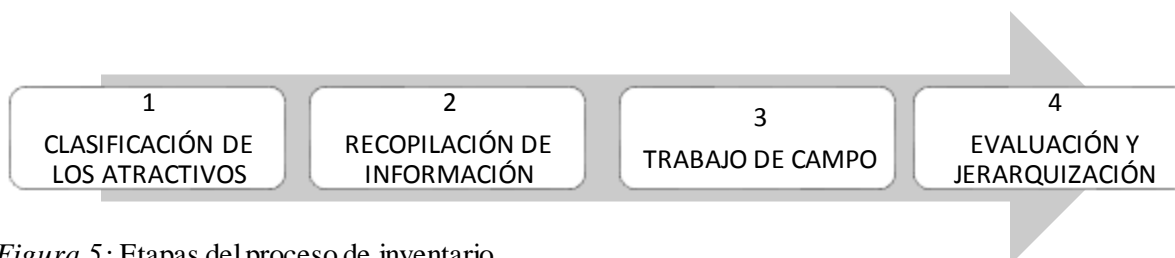 1
CLASIFICACIÓN DE
LOS ATRACTIVOS
2
RECOPILACIÓN DE
INFORMACIÓN
3
TRABAJO DE CAMPO
4
EVALUACIÓN Y
JERARQUIZACIÓN
Figura 5: Etapas del proceso de inventario